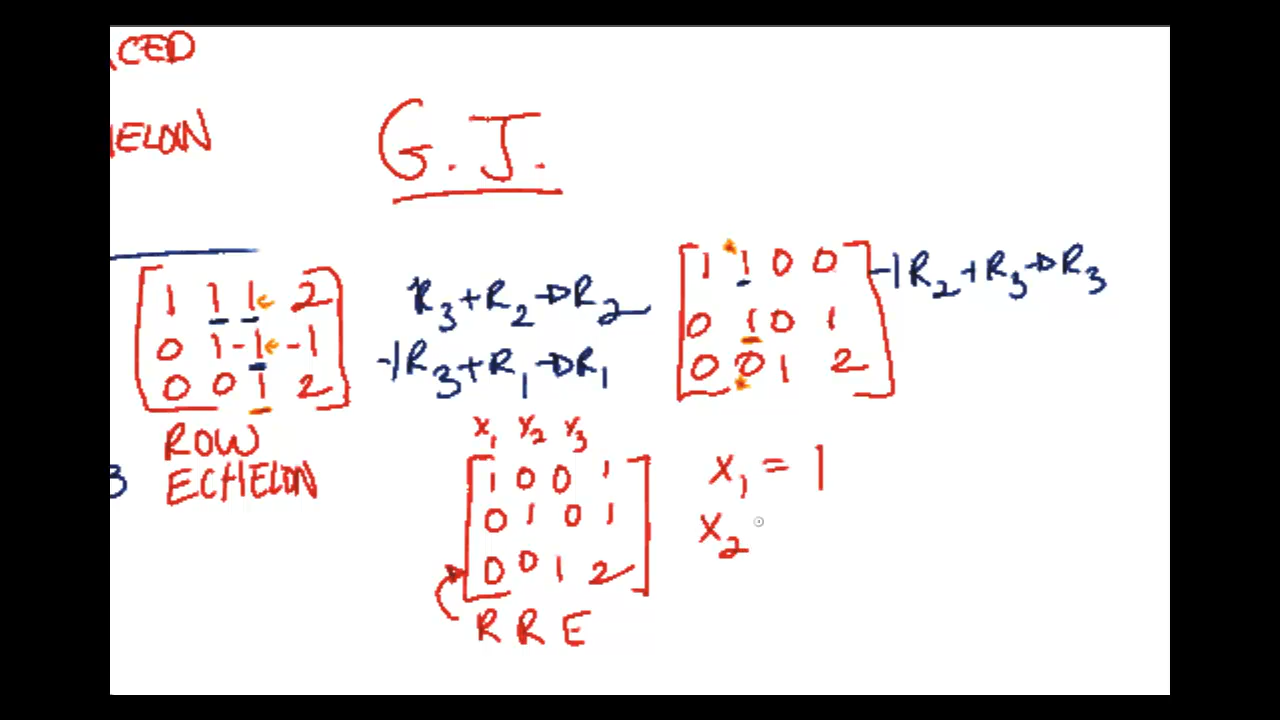 CED
HELON
G.J.
1 1 1 2
0 1 -1 -1
0 0 1 2
ROW
ECHELON
R3+R2→R2
-1R3+R1→R1
1 1 0 0
0 1 0 1
0 0 1 2
-1R2+R3→R3
x1 x2 x3
1 0 0 1
0 1 0 1
0 0 1 2
R R E
x1 = 1
x2